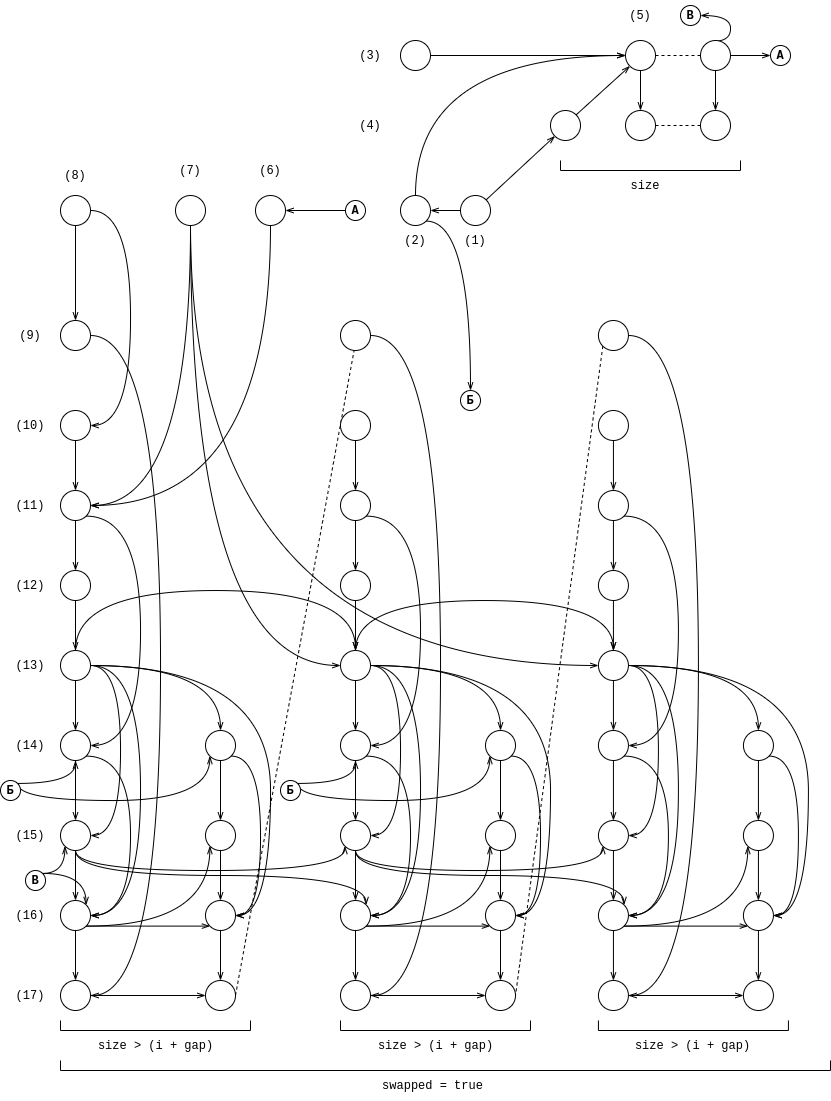 (5) В
(3) А
(4)
size
(8) (7) (6)
А
(2) (1)
(9)
Б
(10)
(11)
(12)
(13)
(14)
Б Б
(15)
В
(16)
(17)
size > (i + gap) size > (i + gap) size > (i + gap)
swapped = true